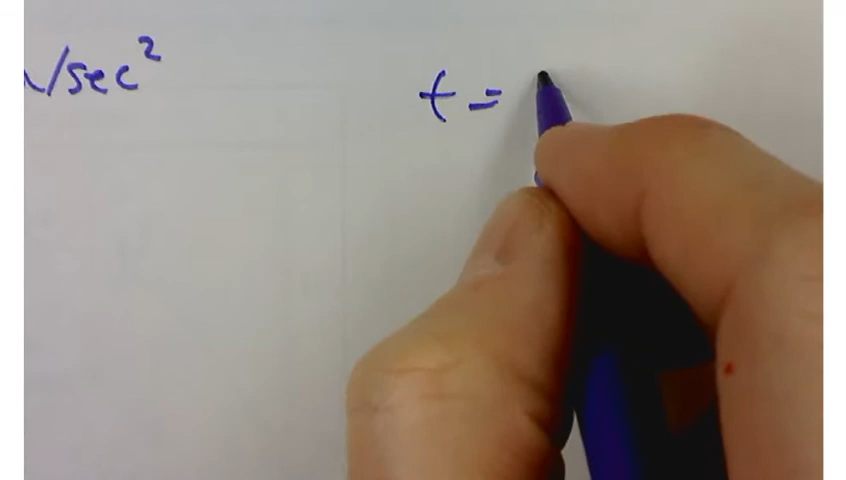 /sec²
t =